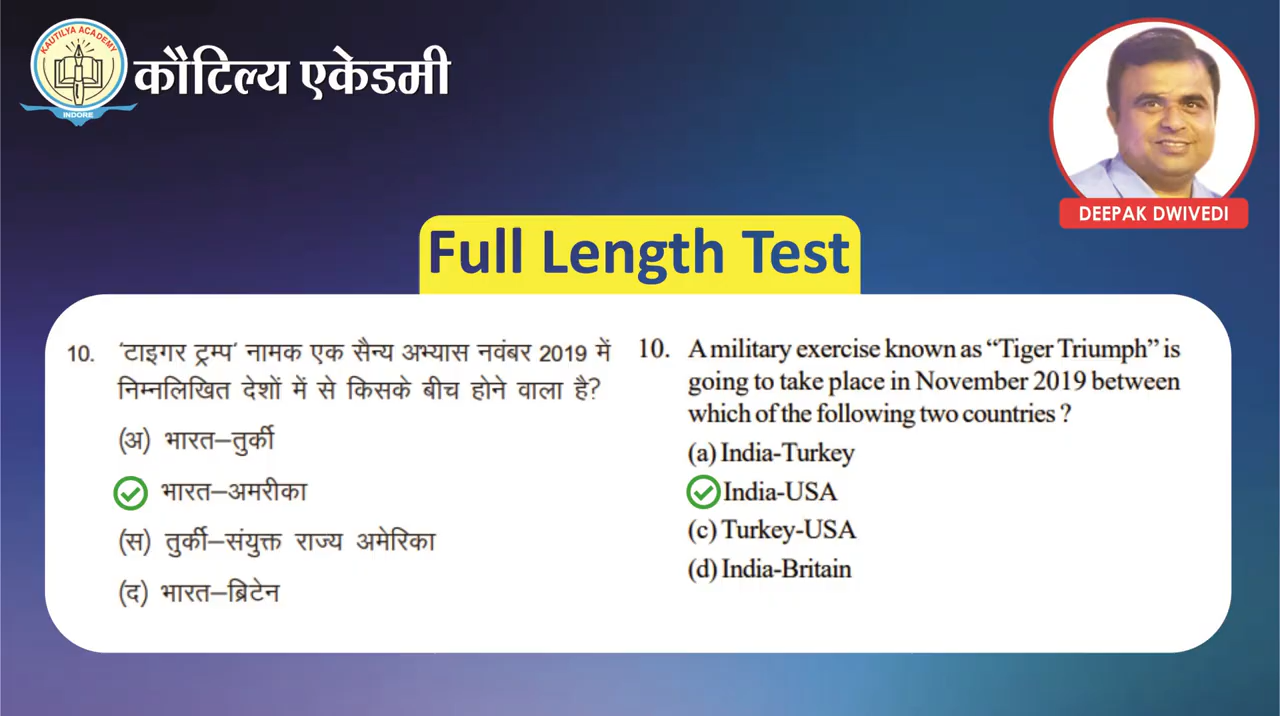 KAUTILYA ACADEMY
INDORE
कौटिल्य एकेडमी
DEEPAK DWIVEDI
Full Length Test
10. ‘टाइगर ट्रम्प’ नामक एक सैन्य अभ्यास नवंबर 2019 में
निम्नलिखित देशों में से किसके बीच होने वाला है?
(अ) भारत–तुर्की
भारत–अमरीका
(स) तुर्की–संयुक्त राज्य अमेरिका
(द) भारत–ब्रिटेन
10. A military exercise known as “Tiger Triumph” is
going to take place in November 2019 between
which of the following two countries ?
(a) India-Turkey
India-USA
(c) Turkey-USA
(d) India-Britain